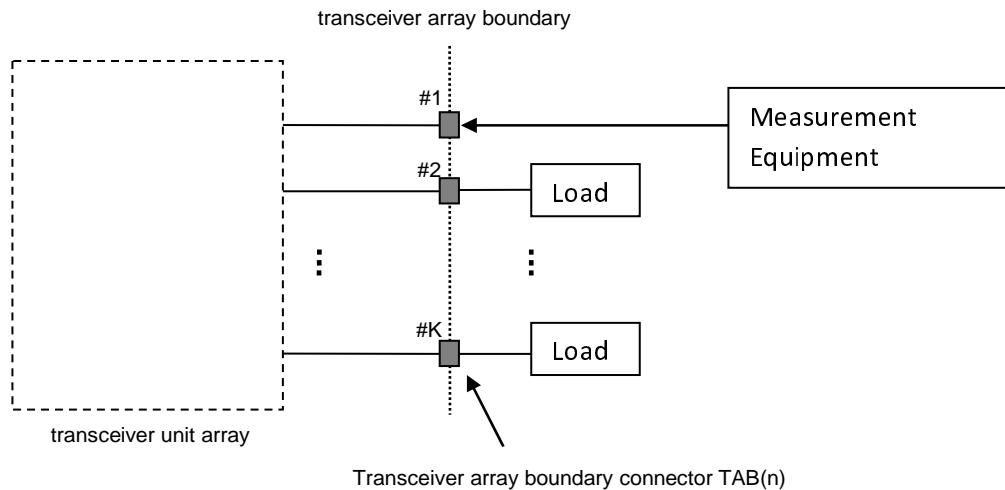 transceiver array boundary
#1
Measurement
Equipment
#2
Load
#K
Load
transceiver unit array
Transceiver array boundary connector TAB(n)